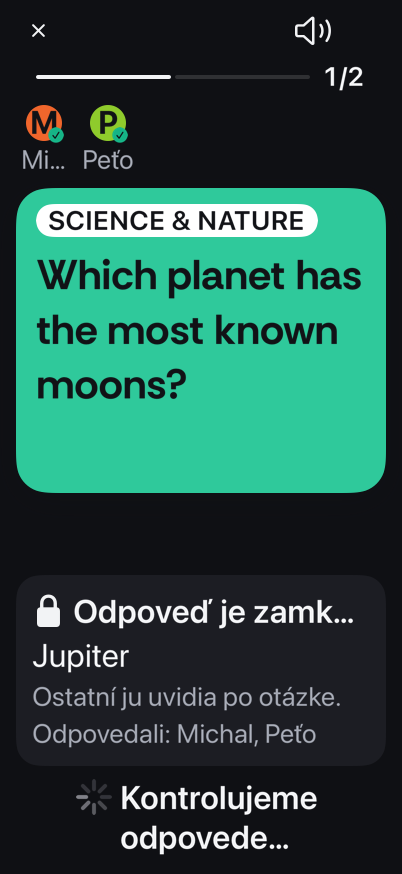 1/2
M P
Mi... Peťo
SCIENCE & NATURE
Which planet has
the most known
moons?
Odpoveď je zamk...
Jupiter
Ostatní ju uvidia po otázke.
Odpovedali: Michal, Peťo
Kontrolujeme
odpovede...